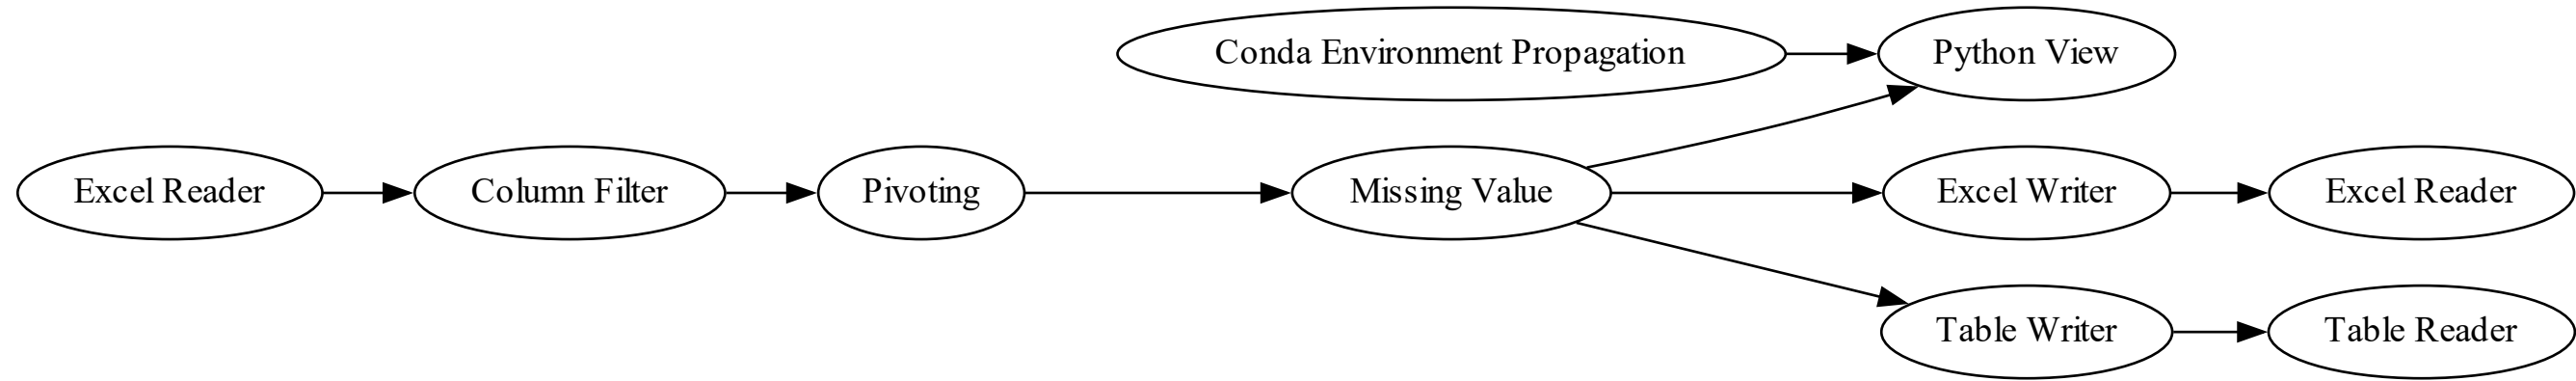 Conda Environment Propagation
Python View
Excel Reader
Column Filter
Pivoting
Missing Value
Excel Writer
Excel Reader
Table Writer
Table Reader